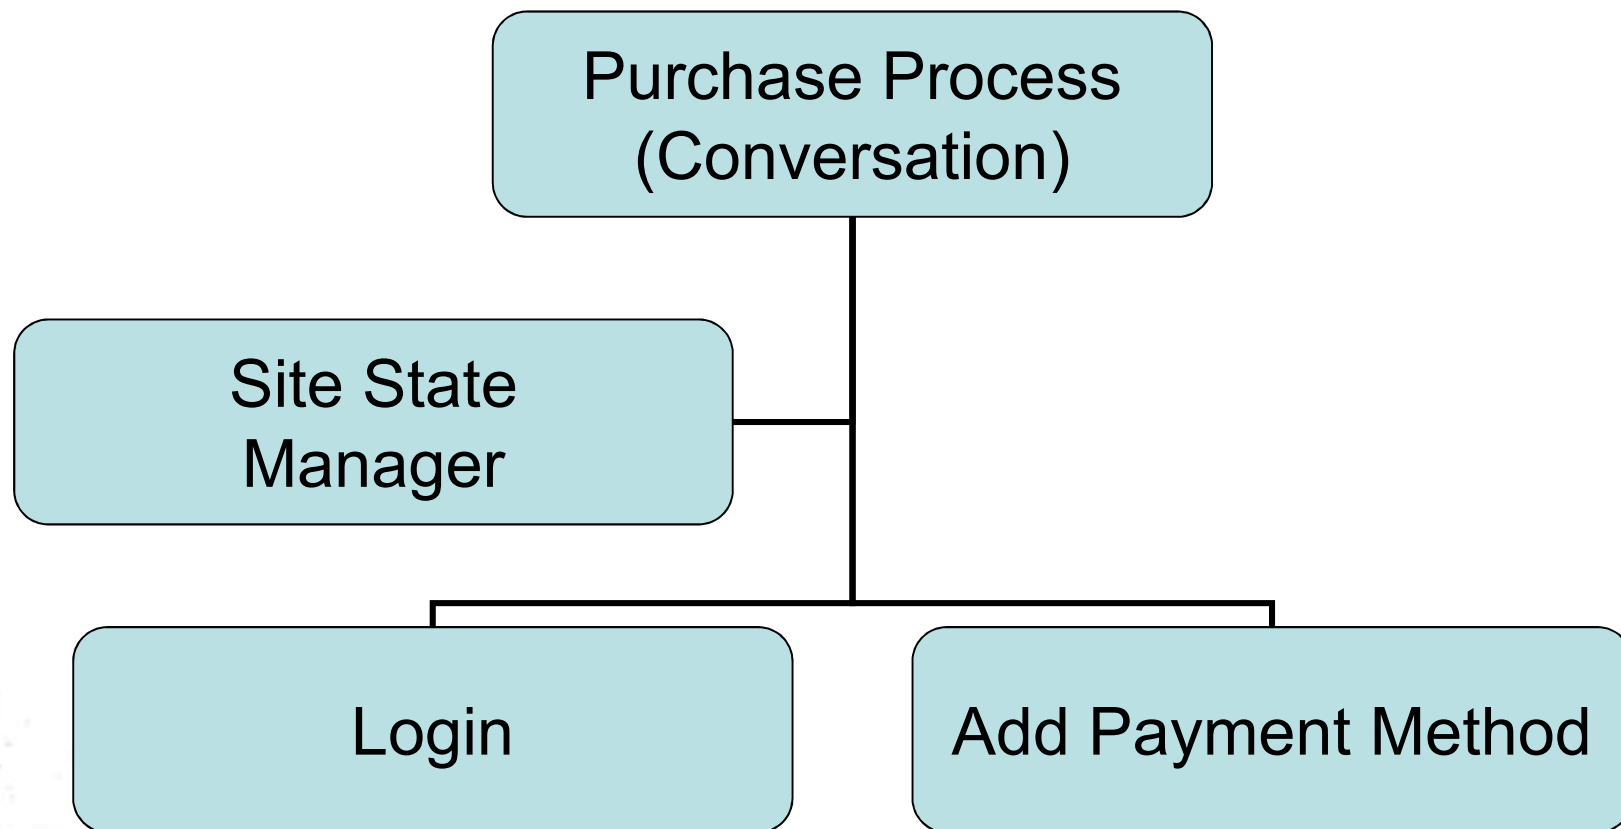 Purchase Process
(Conversation)
Site State
Manager
Login
Add Payment Method